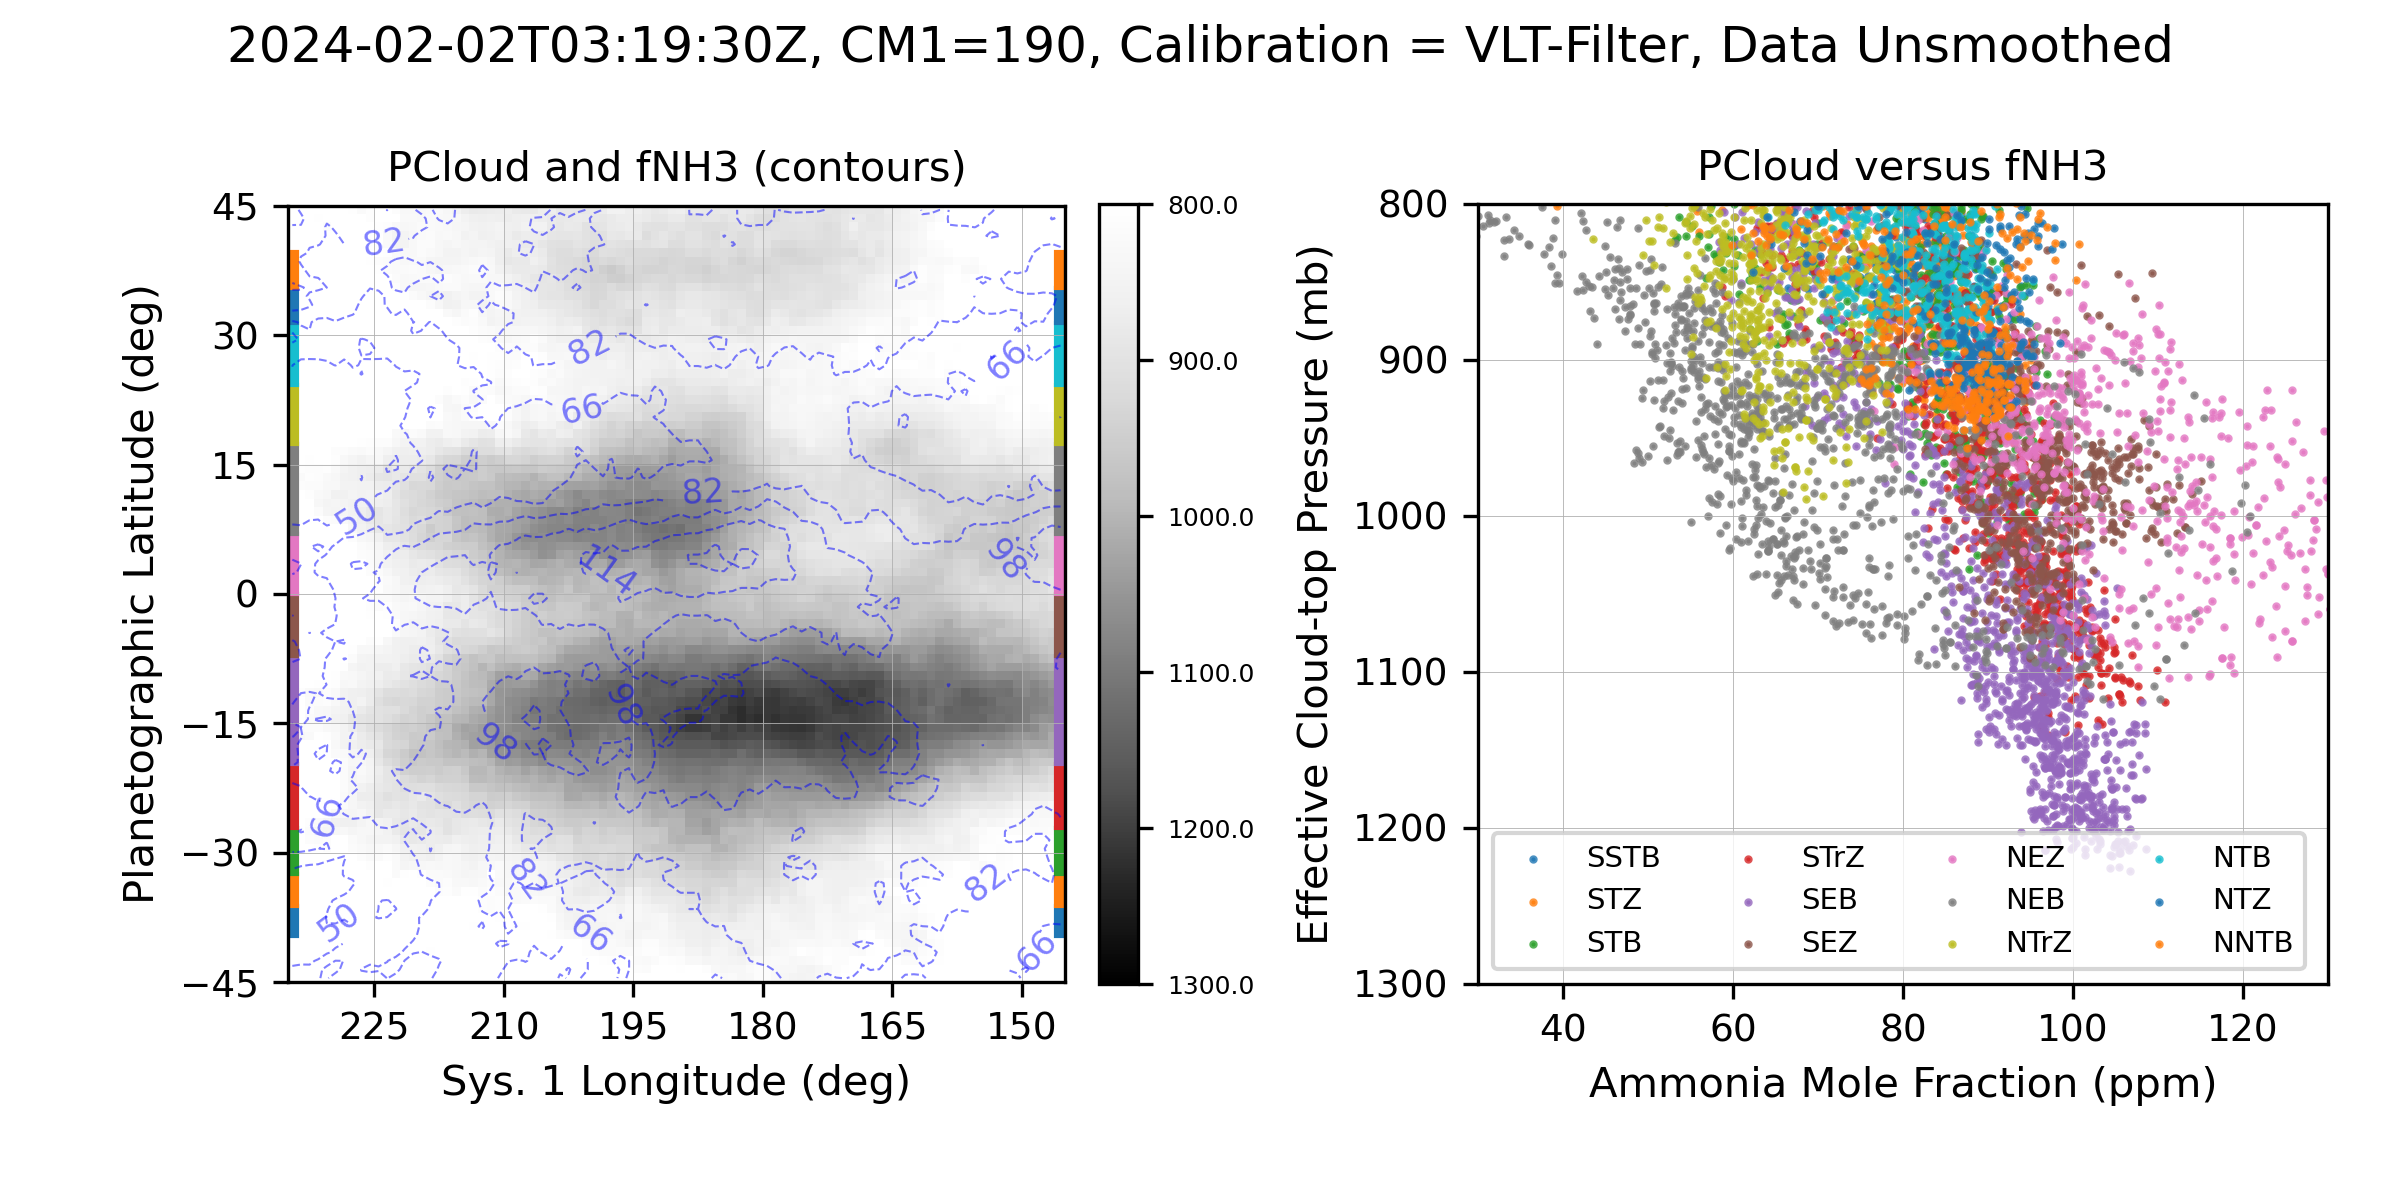 2024-02-02T03:19:30Z, CM1=190, Calibration = VLT-Filter, Data Unsmoothed
PCloud and fNH3 (contours)
Planetographic Latitude (deg)
45
30
15
0
−15
−30
−45
225
210
195
180
165
150
Sys. 1 Longitude (deg)
82
82
66
66
82
50
114
98
98
98
66
82
82
50
66
66
800.0
900.0
1000.0
1100.0
1200.0
1300.0
PCloud versus fNH3
Effective Cloud-top Pressure (mb)
800
900
1000
1100
1200
1300
40
60
80
100
120
Ammonia Mole Fraction (ppm)
SSTB
STZ
STB
STrZ
SEB
SEZ
NEZ
NEB
NTrZ
NTB
NTZ
NNTB